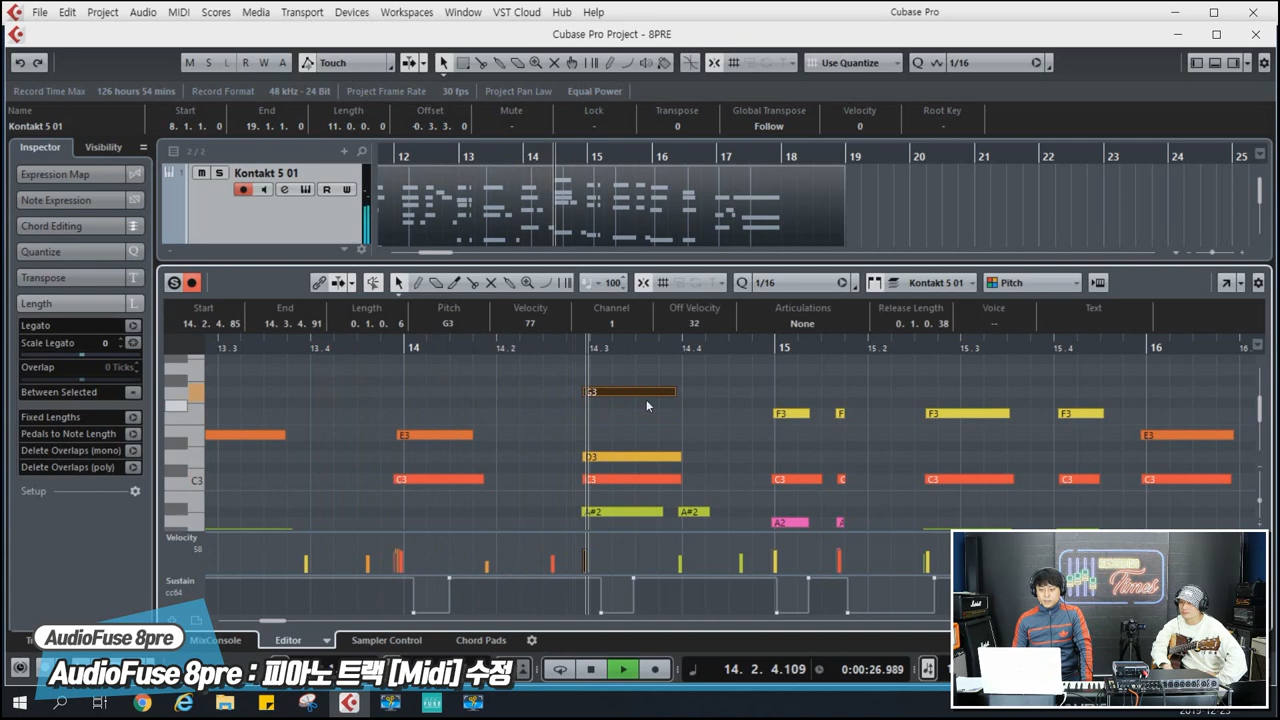 File Edit Project Audio MIDI Scores Media Transport Devices Workspaces Window VST Cloud Hub Help Cubase Pro
Cubase Pro Project - 8PRE
M S L R W A Touch Use Quantize Q 1/16
Record Time Max 126 hours 54 mins Record Format 48 kHz - 24 Bit Project Frame Rate 30 fps Project Pan Law Equal Power
Name Start End Length Offset Mute Lock Transpose Global Transpose Velocity Root Key
Kontakt 5 01 8. 1. 1. 0 19. 1. 1. 0 11. 0. 0. 0 -0. 3. 3. 0 - - 0 Follow 0 -
Inspector Visibility 2 / 2 12 13 14 15 16 17 18 19 20 21 22 23 24 25
Expression Map 1 m S Kontakt 5 01
Note Expression e R W
Chord Editing
Quantize
Transpose T
S 100 Q 1/16 Kontakt 5 01 Pitch
Length L
Start End Length Pitch Velocity Channel Off Velocity Articulations Release Length Voice Text
14. 2. 4. 85 14. 3. 4. 91 0. 1. 0. 6 G3 77 1 32 None 0. 1. 0. 38 --
Legato
Scale Legato 0
13. 3 13. 4 14 14. 2 14. 3 14. 4 15 15. 2 15. 3 15. 4 16 16.
Overlap 0 Ticks
Between Selected G3
F3 F F3 F3
Fixed Lengths
Pedals to Note Length E3 E3
Delete Overlaps (mono) D3
Delete Overlaps (poly)
C3 C3 C3 C3 C C3 C3 C3
Setup
A#2 A#2 A2 A
Velocity
58
Sustain
cc64
RECORDING
Times
MixConsole Editor Sampler Control Chord Pads
AudioFuse 8pre
14. 2. 4.109 0:00:26.989
AudioFuse 8pre : 피아노 트랙 [Midi] 수정
2019-12-23